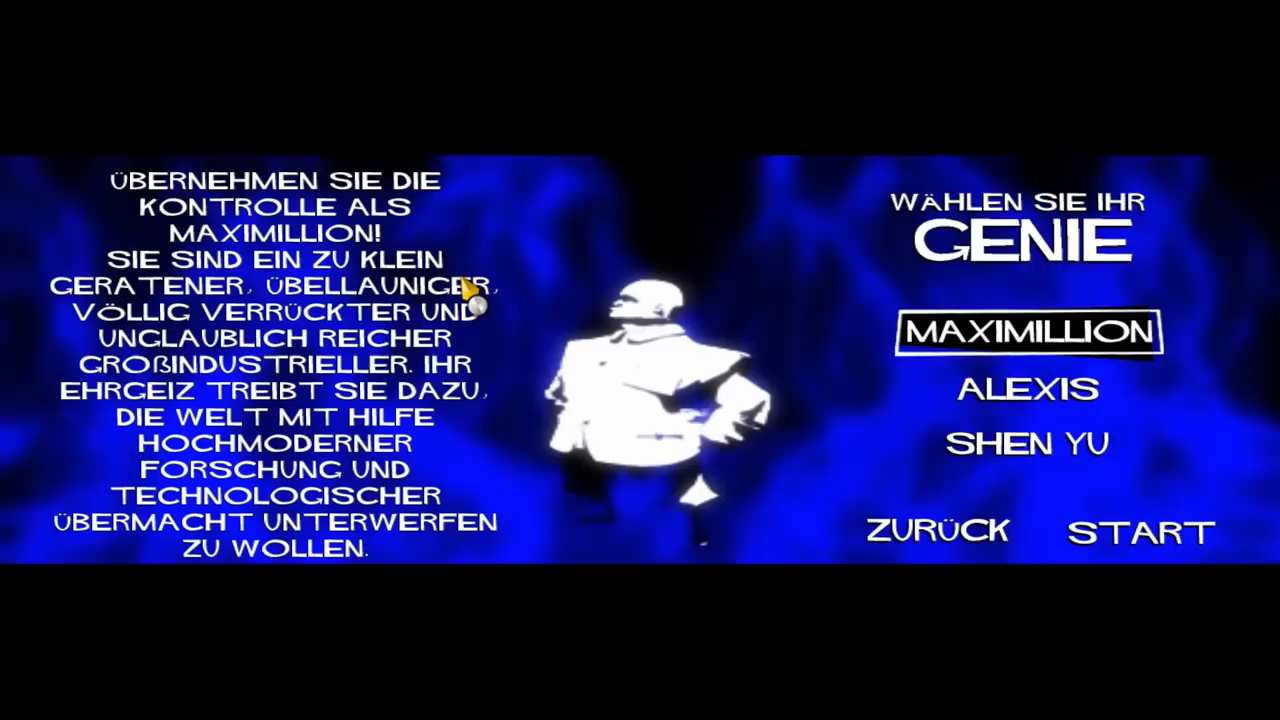 ÜBERNEHMEN SIE DIE
KONTROLLE ALS
MAXIMILLION!
SIE SIND EIN ZU KLEIN
GERATENER, ÜBELLAUNIGER,
VÖLLIG VERRÜCKTER UND
UNGLAUBLICH REICHER
GROßINDUSTRIELLER. IHR
EHRGEIZ TREIBT SIE DAZU,
DIE WELT MIT HILFE
HOCHMODERNER
FORSCHUNG UND
TECHNOLOGISCHER
ÜBERMACHT UNTERWERFEN
ZU WOLLEN.
WÄHLEN SIE IHR
GENIE
MAXIMILLION
ALEXIS
SHEN YU
ZURÜCK START